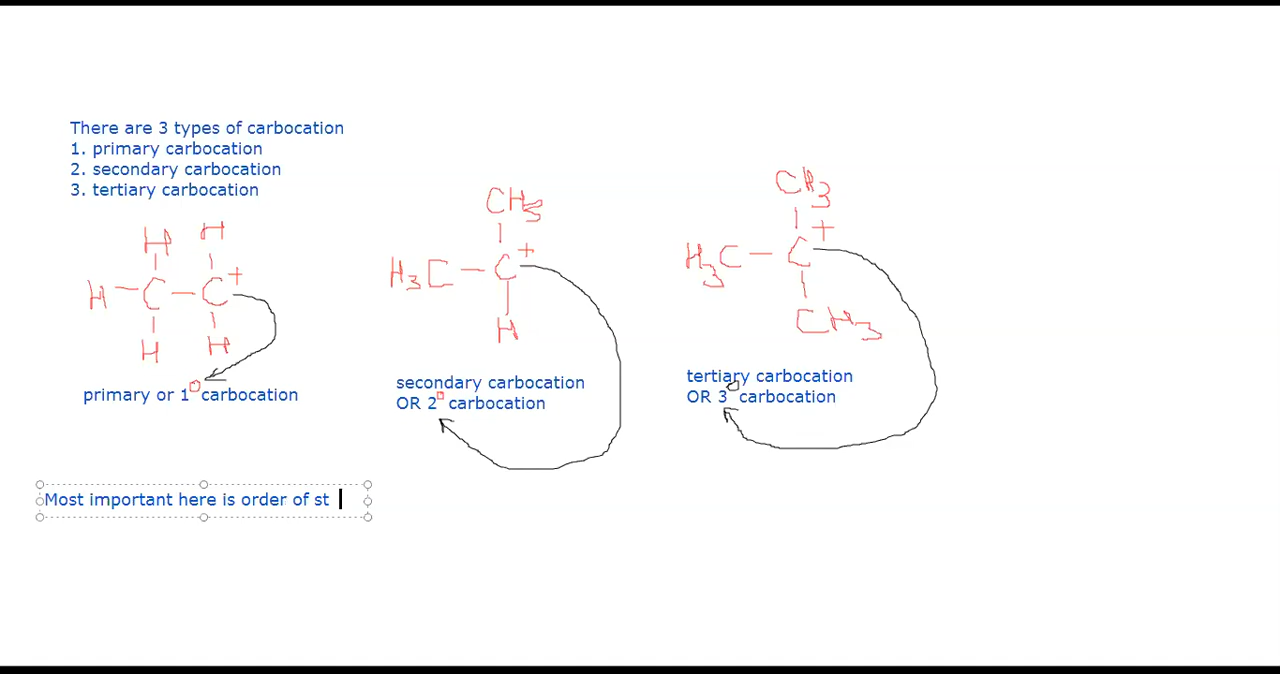 There are 3 types of carbocation
1. primary carbocation
2. secondary carbocation
3. tertiary carbocation
H H
H - C - C +
H H
primary or 1° carbocation
CH3
H3C - C +
H
secondary carbocation
OR 2° carbocation
CH3
H3C - C +
CH3
tertiary carbocation
OR 3° carbocation
Most important here is order of st